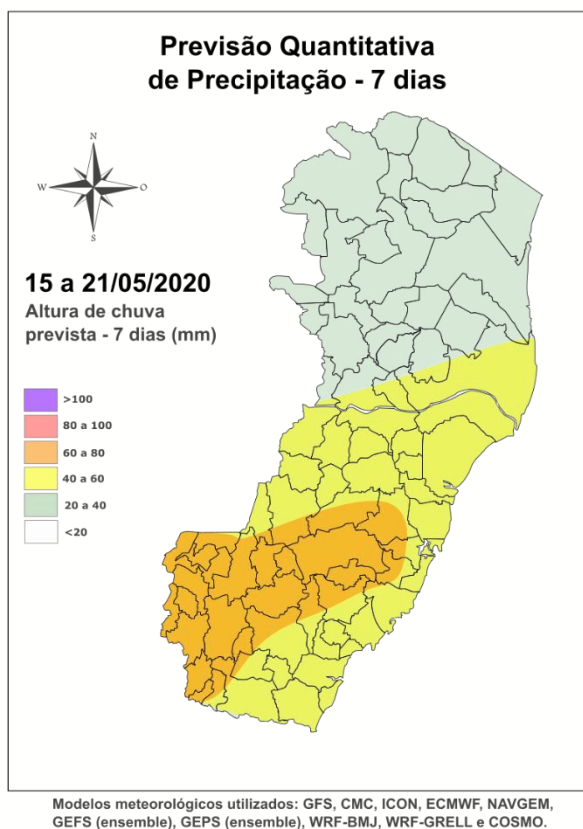 Previsão Quantitativa
de Precipitação - 7 dias
N
W
O
S
15 a 21/05/2020
Altura de chuva
prevista - 7 dias (mm)
>100
80 a 100
60 a 80
40 a 60
20 a 40
<20
Modelos meteorológicos utilizados: GFS, CMC, ICON, ECMWF, NAVGEM,
GEFS (ensemble), GEPS (ensemble), WRF-BMJ, WRF-GRELL e COSMO.